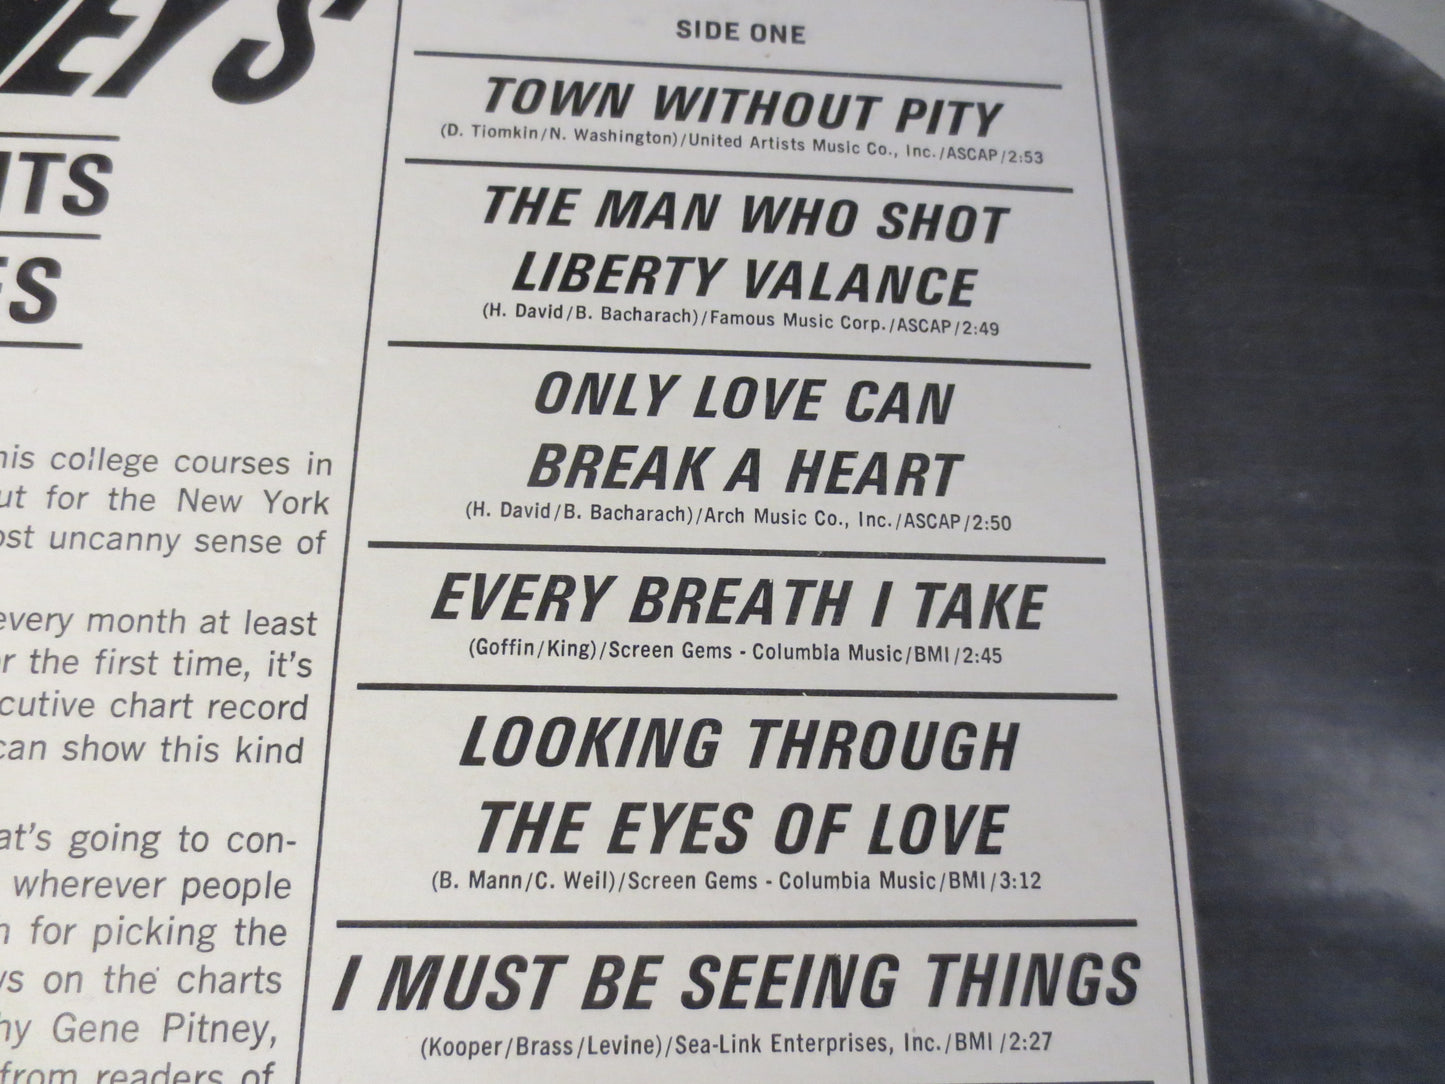 EY'S
ITS
ES
his college courses in
ut for the New York
ost uncanny sense of
every month at least
r the first time, it's
cutive chart record
can show this kind
at's going to con-
wherever people
n for picking the
ys on the charts
hy Gene Pitney,
from readers of
SIDE ONE
TOWN WITHOUT PITY
(D. Tiomkin/N. Washington)/United Artists Music Co., Inc./ASCAP/2:53
THE MAN WHO SHOT
LIBERTY VALANCE
(H. David/B. Bacharach)/Famous Music Corp./ASCAP/2:49
ONLY LOVE CAN
BREAK A HEART
(H. David/B. Bacharach)/Arch Music Co., Inc./ASCAP/2:50
EVERY BREATH I TAKE
(Goffin/King)/Screen Gems - Columbia Music/BMI/2:45
LOOKING THROUGH
THE EYES OF LOVE
(B. Mann/C. Weil)/Screen Gems - Columbia Music/BMI/3:12
I MUST BE SEEING THINGS
(Kooper/Brass/Levine)/Sea-Link Enterprises, Inc./BMI/2:27